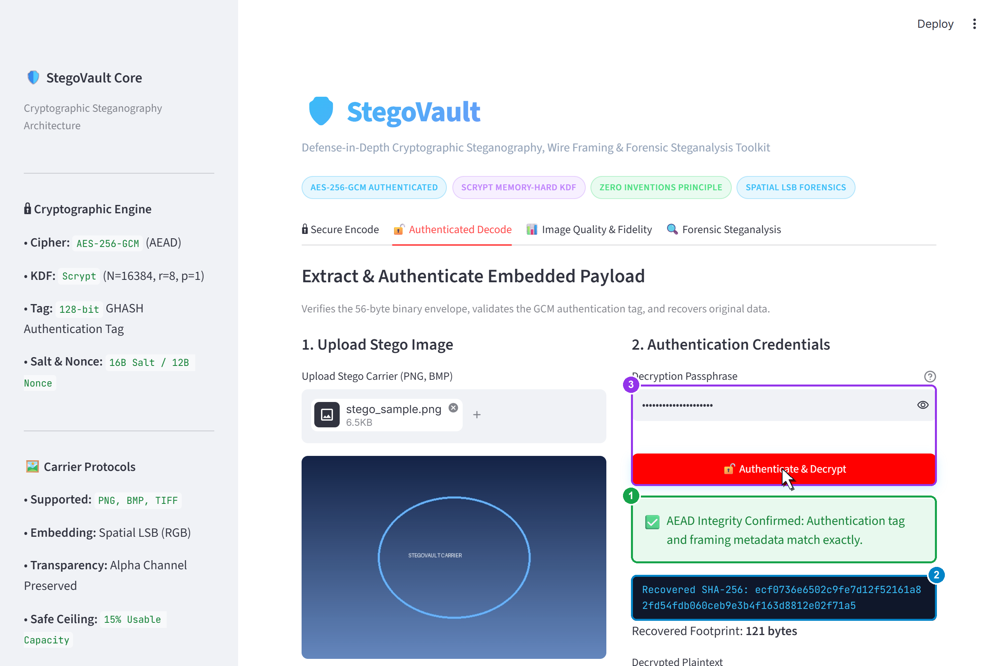 Deploy
StegoVault Core
Cryptographic Steganography
Architecture
Cryptographic Engine
• Cipher: AES-256-GCM (AEAD)
• KDF: Scrypt (N=16384, r=8, p=1)
• Tag: 128-bit GHASH
Authentication Tag
• Salt & Nonce: 16B Salt / 12B
Nonce
Carrier Protocols
• Supported: PNG, BMP, TIFF
• Embedding: Spatial LSB (RGB)
• Transparency: Alpha Channel
Preserved
• Safe Ceiling: 15% Usable
Capacity
StegoVault
Defense-in-Depth Cryptographic Steganography, Wire Framing & Forensic Steganalysis Toolkit
AES-256-GCM AUTHENTICATED SCRYPT MEMORY-HARD KDF ZERO INVENTIONS PRINCIPLE SPATIAL LSB FORENSICS
Secure Encode Authenticated Decode Image Quality & Fidelity Forensic Steganalysis
Extract & Authenticate Embedded Payload
Verifies the 56-byte binary envelope, validates the GCM authentication tag, and recovers original data.
1. Upload Stego Image
Upload Stego Carrier (PNG, BMP)
stego_sample.png
6.5KB
STEGOVAULT CARRIER
2. Authentication Credentials
Decryption Passphrase
3
•••••••••••••••••••••
Authenticate & Decrypt
1
AEAD Integrity Confirmed: Authentication tag
and framing metadata match exactly.
2
Recovered SHA-256: ecf0736e6502c9fe7d12f52161a8
2fd54fdb060ceb9e3b4f163d8812e02f71a5
Recovered Footprint: 121 bytes
Decrypted Plaintext